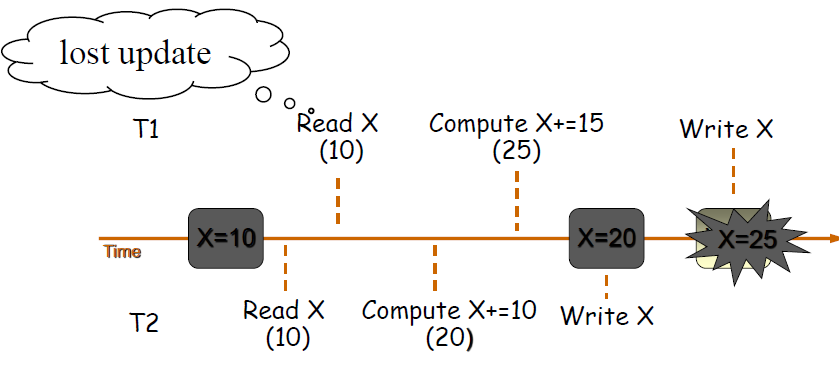 lost update
T1
Read X
(10)
Compute X+=15
(25)
Write X
X=10
X=20
X=25
Time
T2
Read X
(10)
Compute X+=10
(20)
Write X